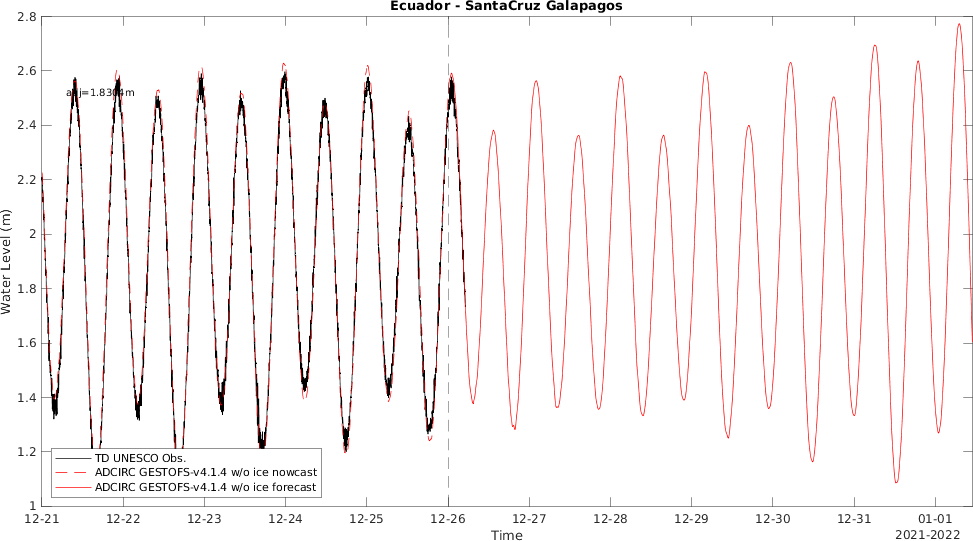 Ecuador - SantaCruz Galapagos
2.8
2.6
2.4
2.2
2
1.8
1.6
1.4
1.2
1
Water Level (m)
TD UNESCO Obs.
ADCIRC GESTOFS-v4.1.4 w/o ice nowcast
ADCIRC GESTOFS-v4.1.4 w/o ice forecast
12-21 12-22 12-23 12-24 12-25 12-26 12-27 12-28 12-29 12-30 12-31 01-01
Time
2021-2022